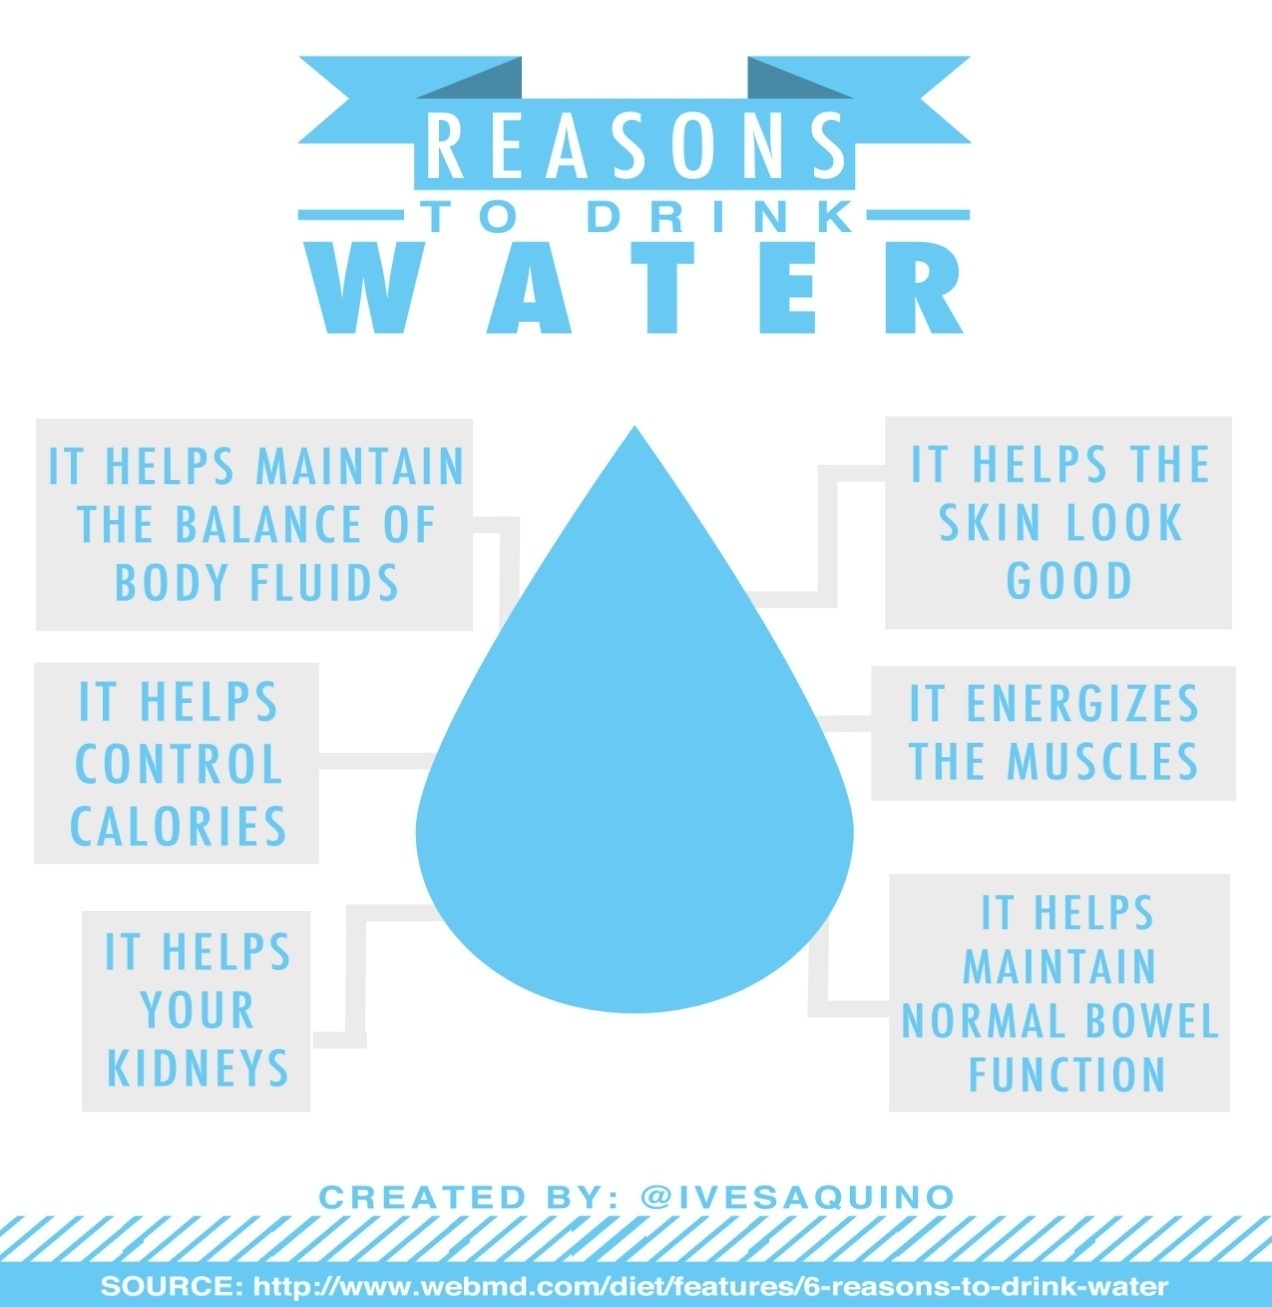 REASONS
TO DRINK
WATER
IT HELPS MAINTAIN
THE BALANCE OF
BODY FLUIDS
IT HELPS THE
SKIN LOOK
GOOD
IT HELPS
CONTROL
CALORIES
IT ENERGIZES
THE MUSCLES
IT HELPS
YOUR
KIDNEYS
IT HELPS
MAINTAIN
NORMAL BOWEL
FUNCTION
CREATED BY: @IVESAQUINO
SOURCE: http://www.webmd.com/diet/features/6-reasons-to-drink-water